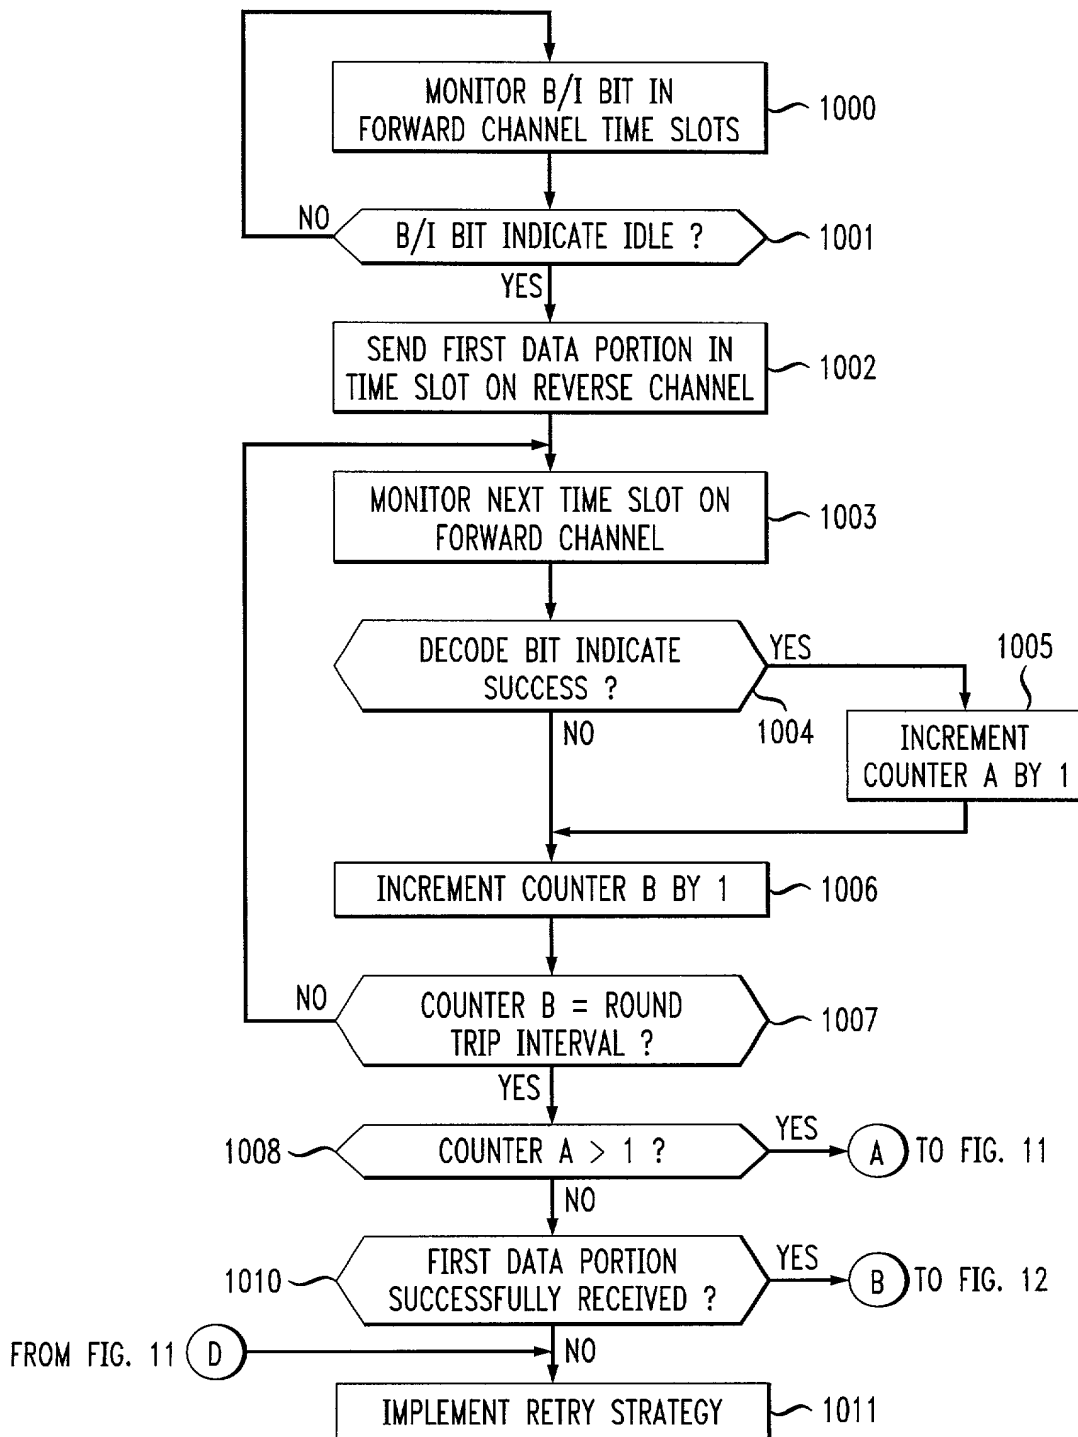 MONITOR B/I BIT IN
FORWARD CHANNEL TIME SLOTS
1000
NO
B/I BIT INDICATE IDLE ?
1001
YES
SEND FIRST DATA PORTION IN
TIME SLOT ON REVERSE CHANNEL
1002
MONITOR NEXT TIME SLOT ON
FORWARD CHANNEL
1003
DECODE BIT INDICATE
SUCCESS ?
YES
1004
1005
NO
INCREMENT
COUNTER A BY 1
INCREMENT COUNTER B BY 1
1006
NO
COUNTER B = ROUND
TRIP INTERVAL ?
1007
YES
1008
COUNTER A > 1 ?
YES
A
TO FIG. 11
NO
1010
FIRST DATA PORTION
SUCCESSFULLY RECEIVED ?
YES
B
TO FIG. 12
FROM FIG. 11
D
NO
IMPLEMENT RETRY STRATEGY
1011